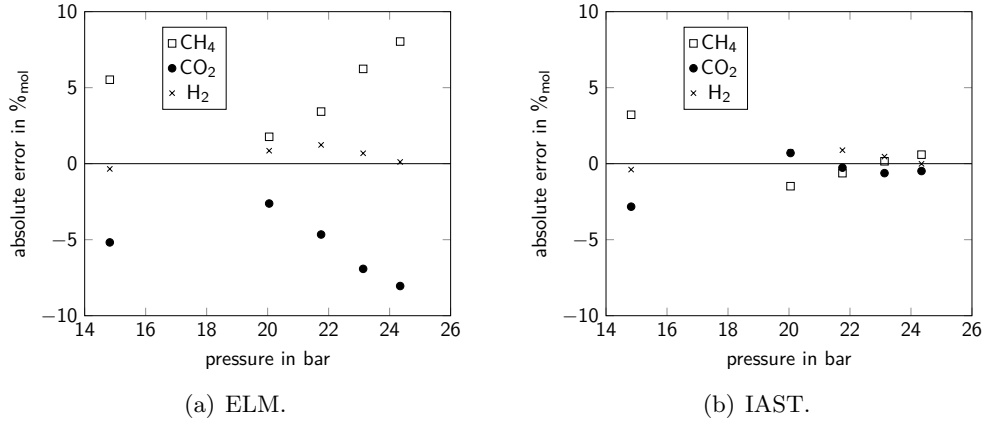 10
5
0
−5
−10
absolute error in %mol
CH₄
CO₂
H₂
14 16 18 20 22 24 26
pressure in bar
(a) ELM.
10
5
0
−5
−10
absolute error in %mol
CH₄
CO₂
H₂
14 16 18 20 22 24 26
pressure in bar
(b) IAST.